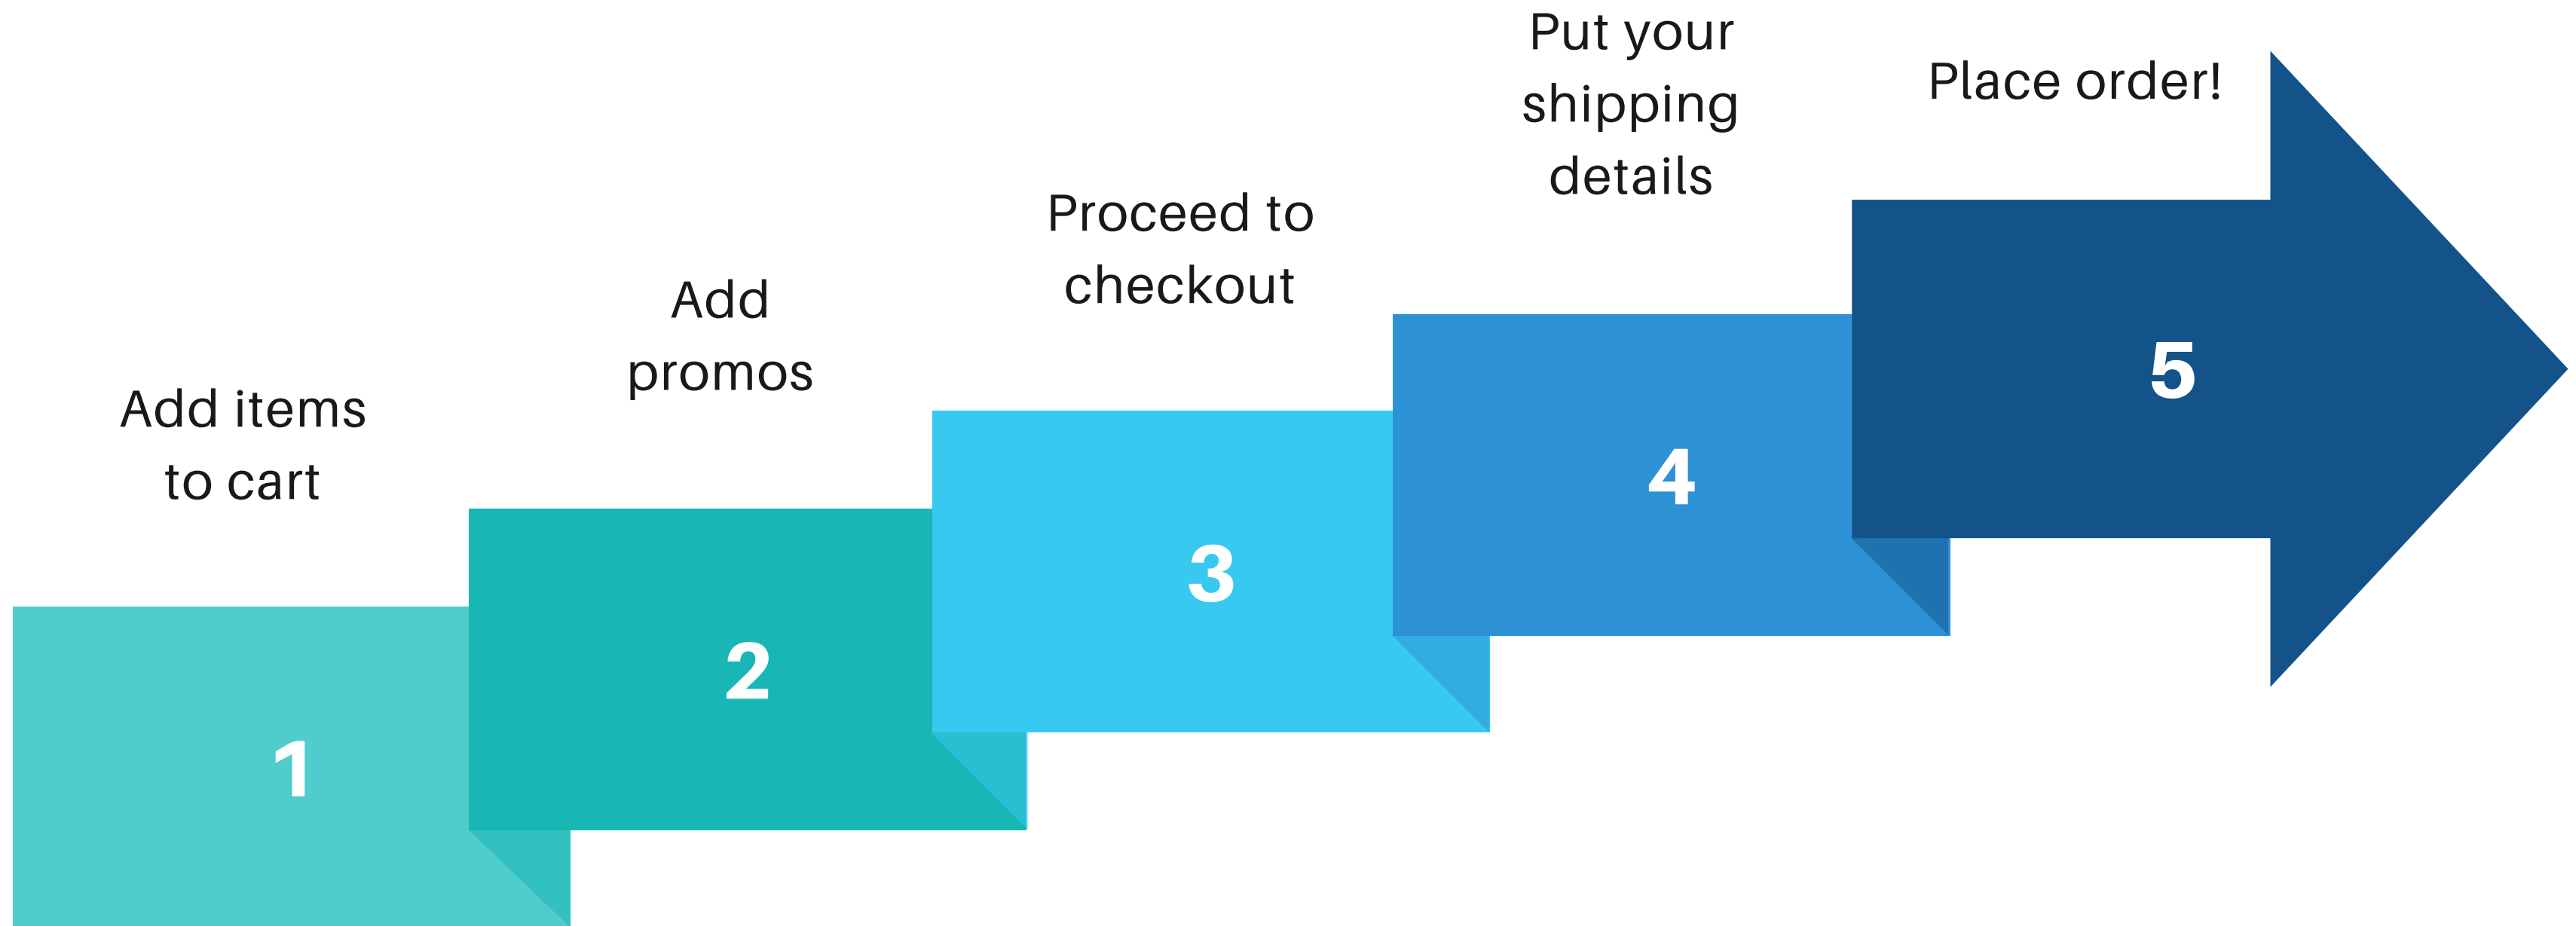 Add items
to cart
1
Add
promos
2
Proceed to
checkout
3
Put your
shipping
details
4
Place order!
5